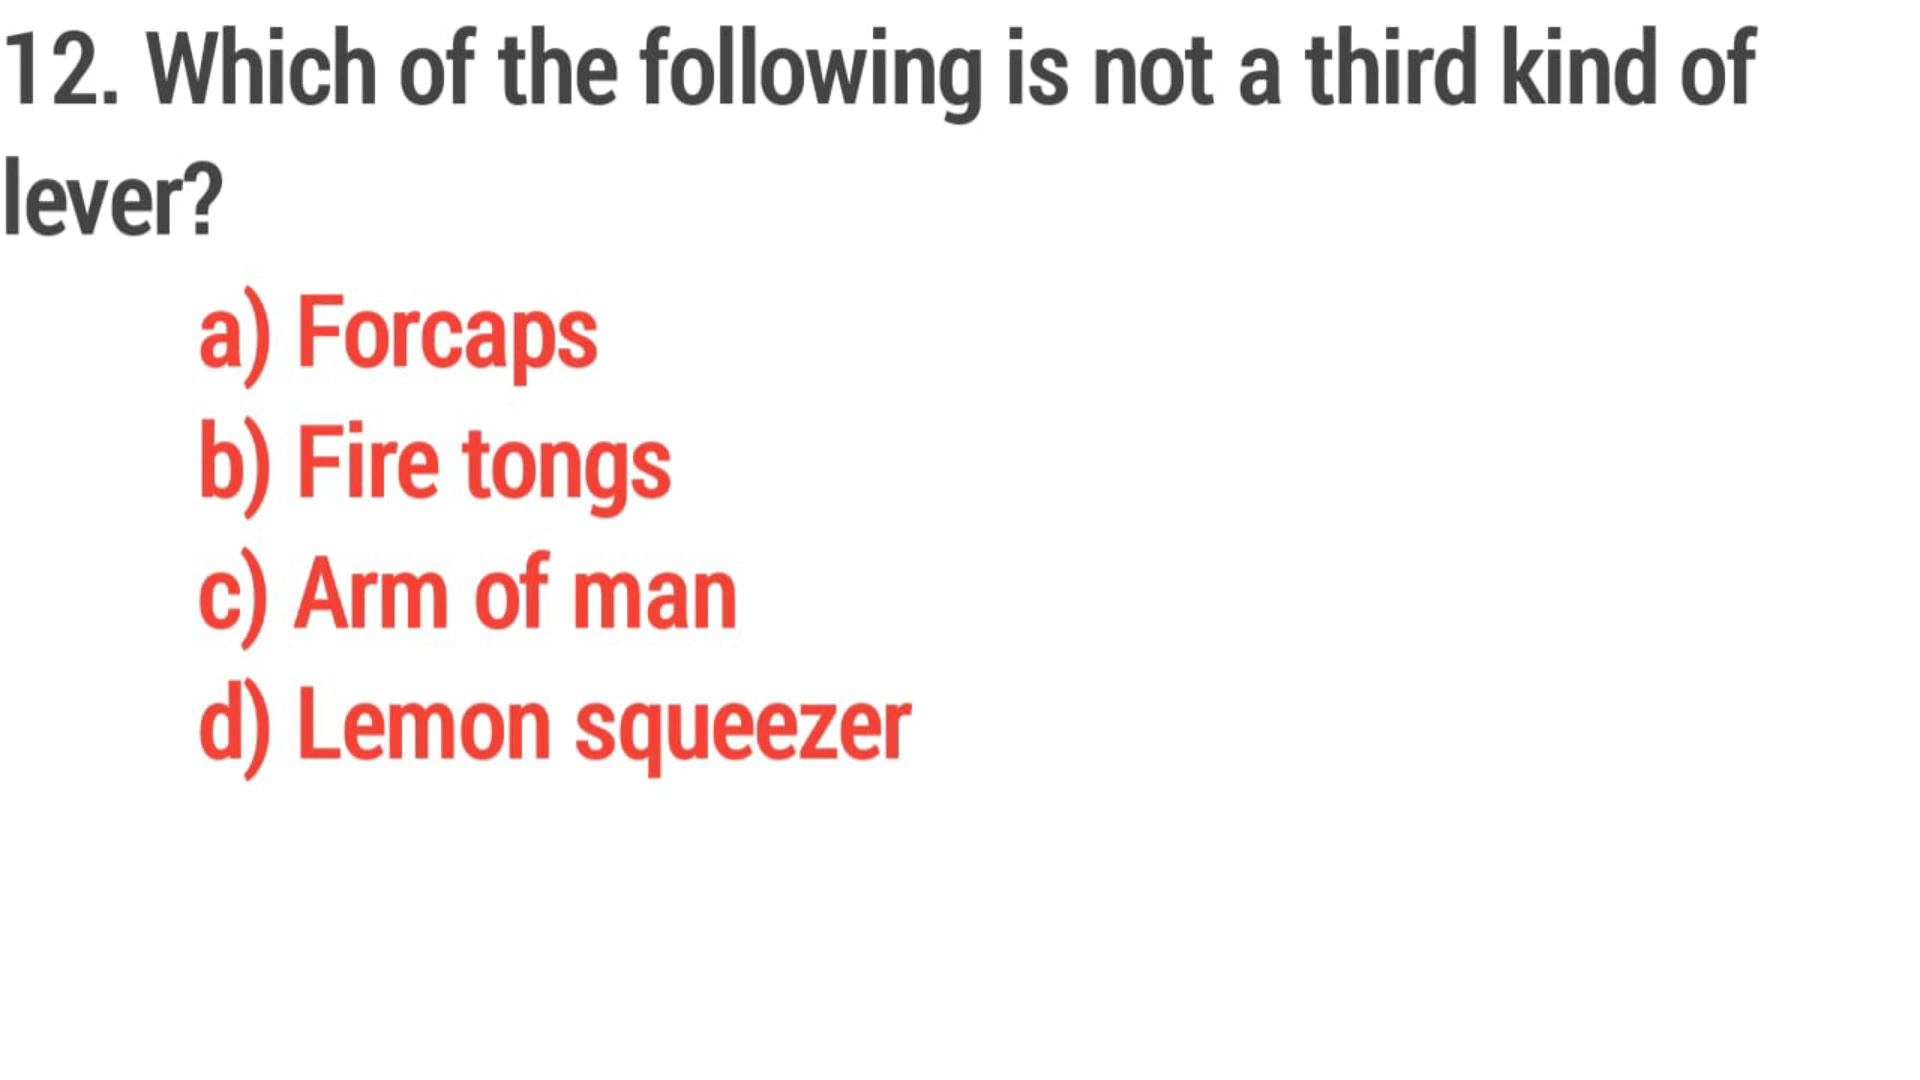 12. Which of the following is not a third kind of
lever?
a) Forcaps
b) Fire tongs
c) Arm of man
d) Lemon squeezer